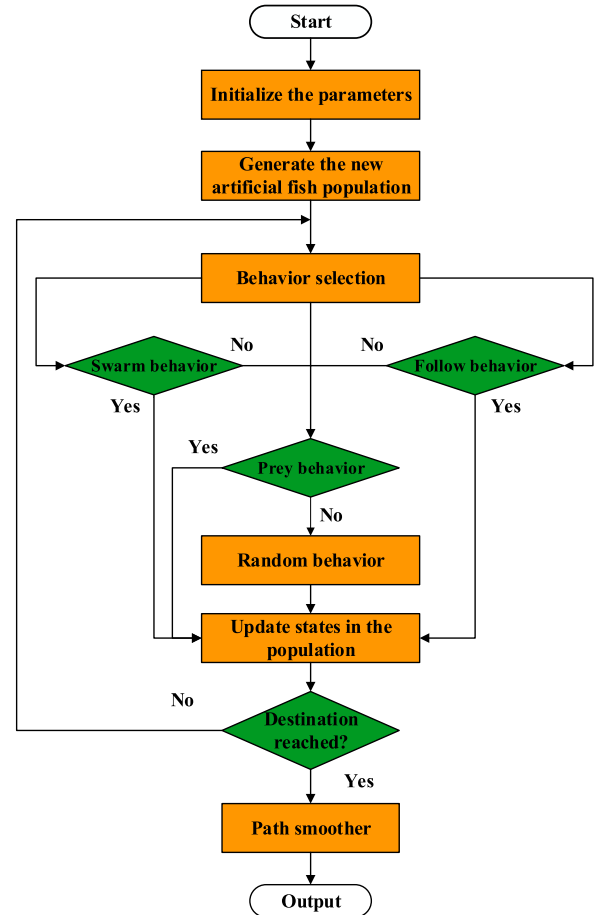 Start
Initialize the parameters
Generate the new
artificial fish population
Behavior selection
No
No
Swarm behavior
Follow behavior
Yes
Yes
Yes
Prey behavior
No
Random behavior
Update states in the
population
No
Destination
reached?
Yes
Path smoother
Output